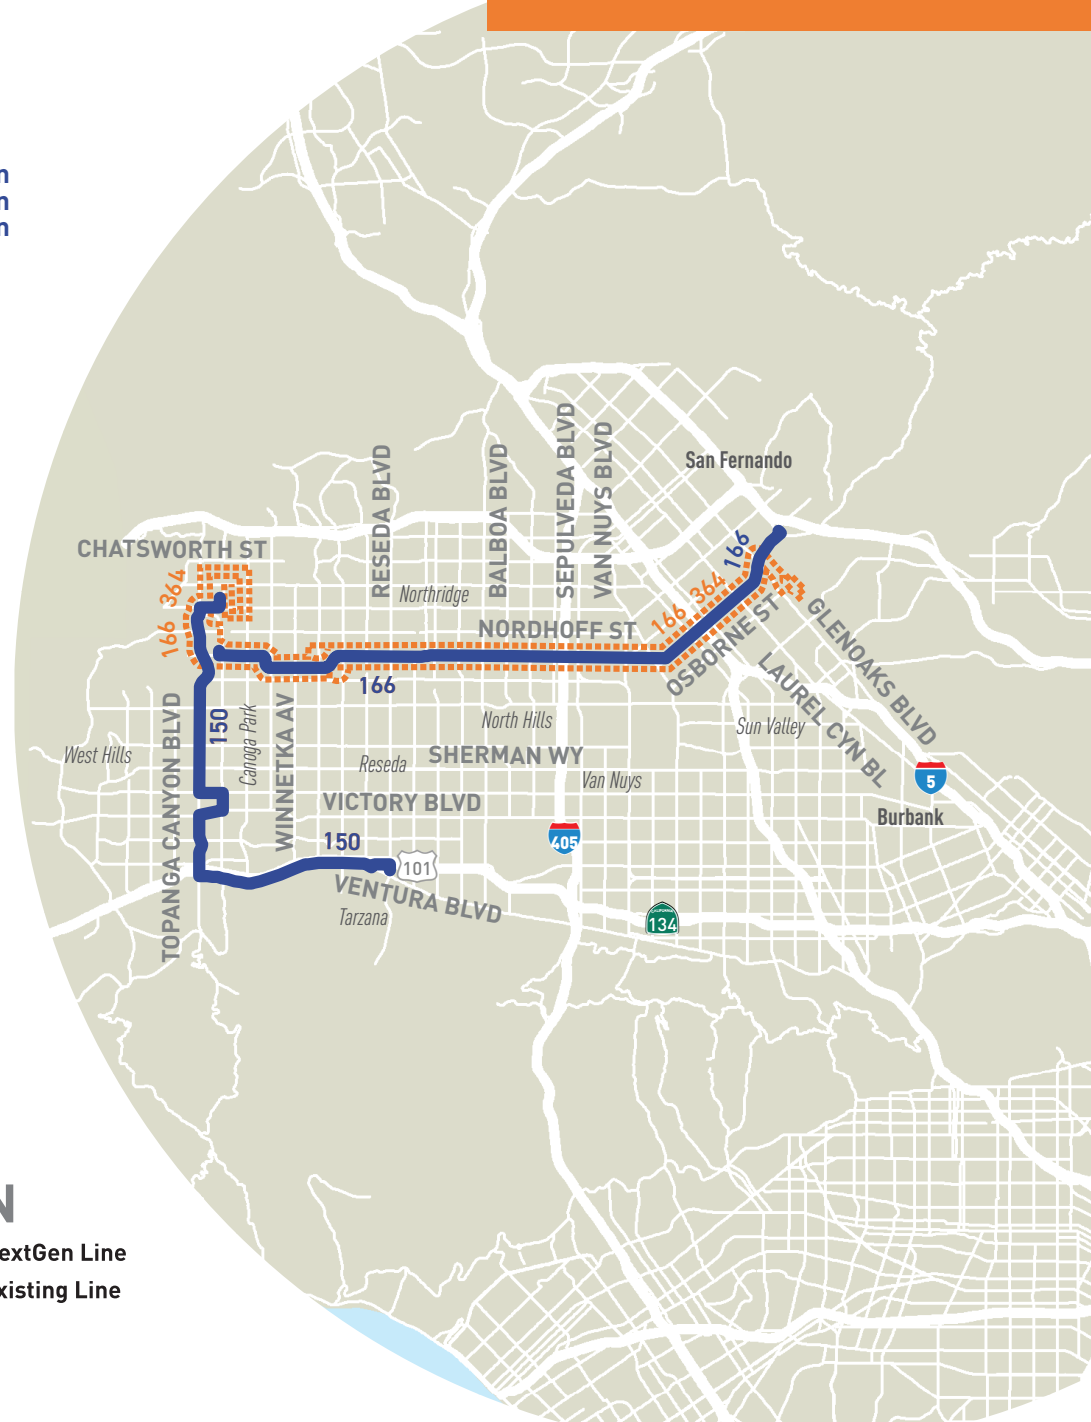 n
n
n
San Fernando
RESEDA BLVD
BALBOA BLVD
SEPULVEDA BLVD
VAN NUYS BLVD
CHATSWORTH ST
166
364
166
Northridge
NORDHOFF ST
166
364
OSBORNE ST
GLENOAKS BLVD
LAUREL CYN BL
166
150
Canoga Park
WINNETKA AV
TOPANGA CANYON BLVD
West Hills
North Hills
Sun Valley
Reseda
SHERMAN WY
Van Nuys
5
VICTORY BLVD
Burbank
150
405
101
VENTURA BLVD
Tarzana
CALIFORNIA
134
N
extGen Line
xisting Line